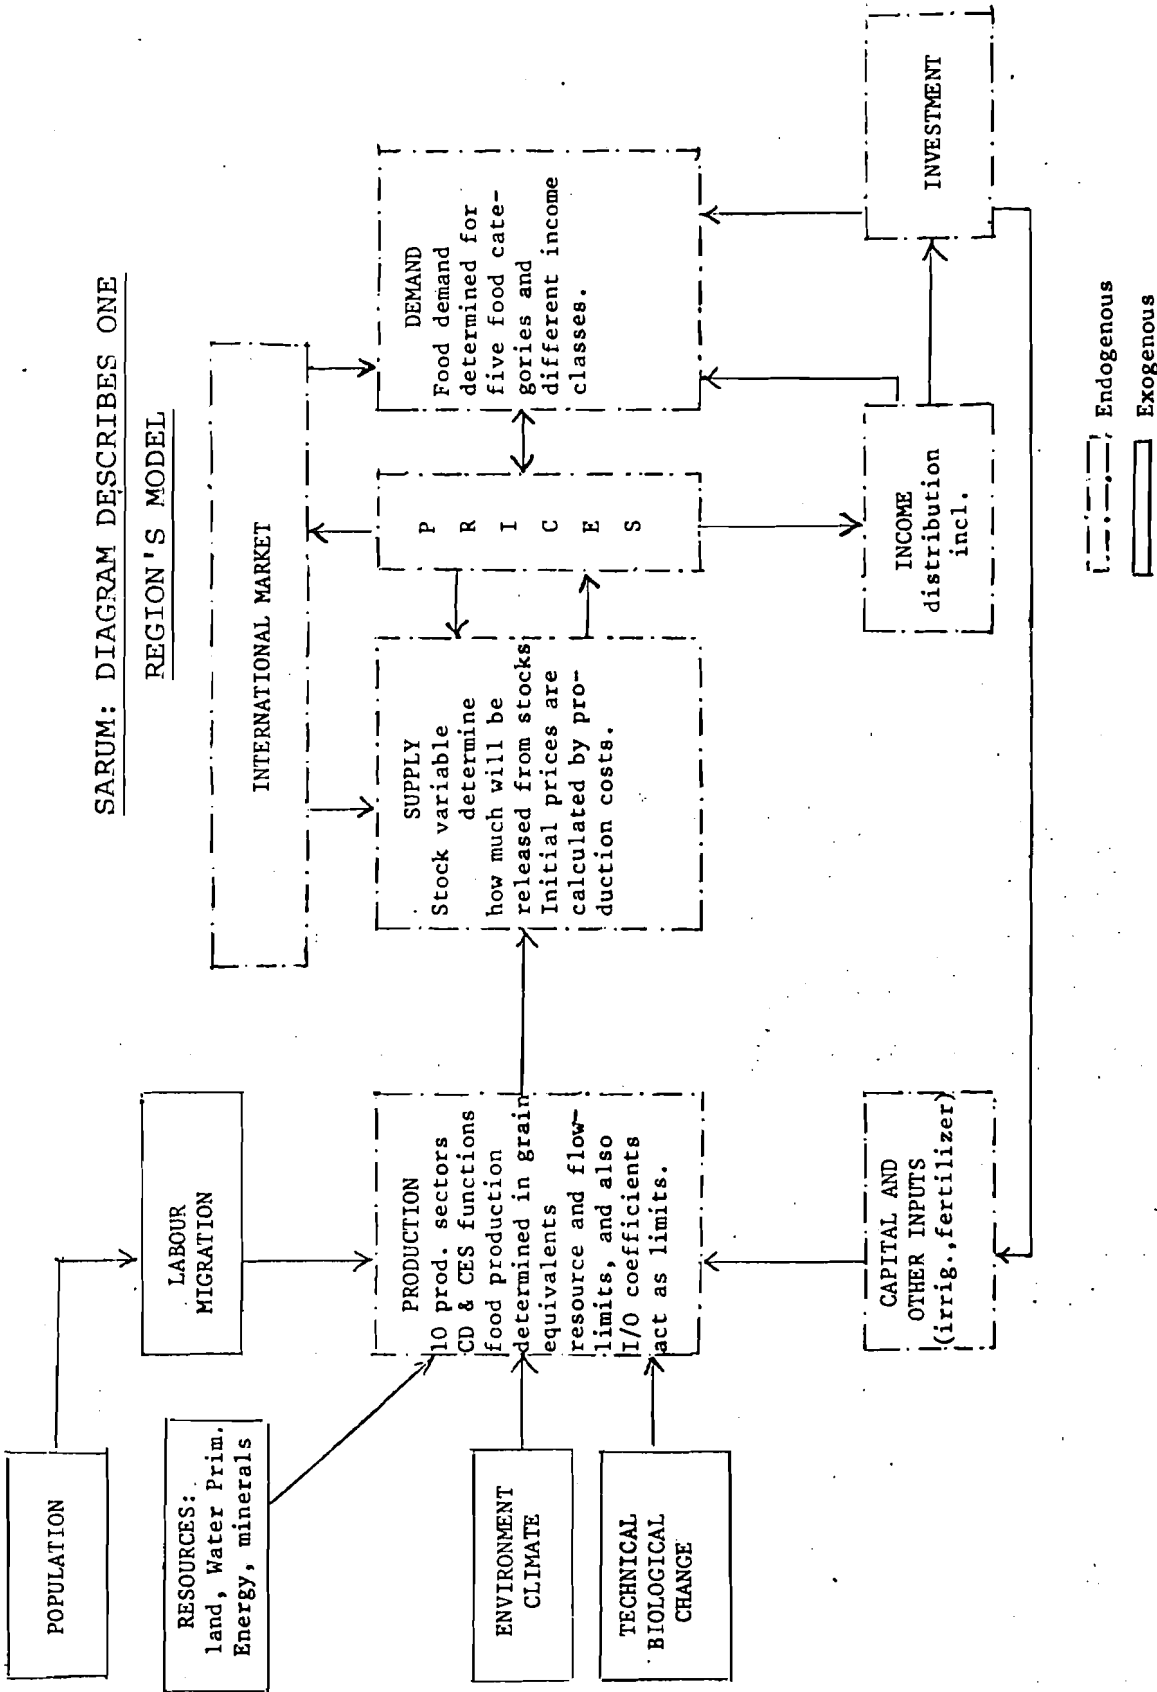 SARUM: DIAGRAM DESCRIBES ONE
REGION'S MODEL
POPULATION
LABOUR
MIGRATION
INTERNATIONAL MARKET
RESOURCES:
land, Water Prim.
Energy, minerals
ENVIRONMENT
CLIMATE
TECHNICAL
BIOLOGICAL
CHANGE
PRODUCTION
10 prod. sectors
CD & CES functions
food production
determined in grain
equivalents
resource and flow-
limits, and also
I/O coefficients
act as limits.
SUPPLY
Stock variable
determine
how much will be
released from stocks
Initial prices are
calculated by pro-
duction costs.
P
R
I
C
E
S
DEMAND
Food demand
determined for
five food cate-
gories and
different income
classes.
CAPITAL AND
OTHER INPUTS
(irrig.,fertilizer)
INCOME
distribution
incl.
INVESTMENT
Endogenous
Exogenous